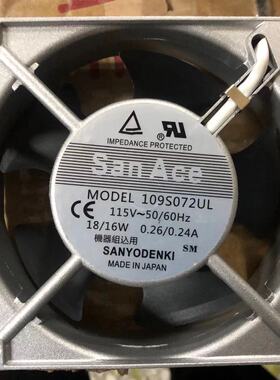 IMPEDANCE PROTECTED
San Ace
MODEL 109S072UL
115V~50/60Hz
18/16W 0.26/0.24A
機器組込用 SM
SANYODENKI
MADE IN JAPAN